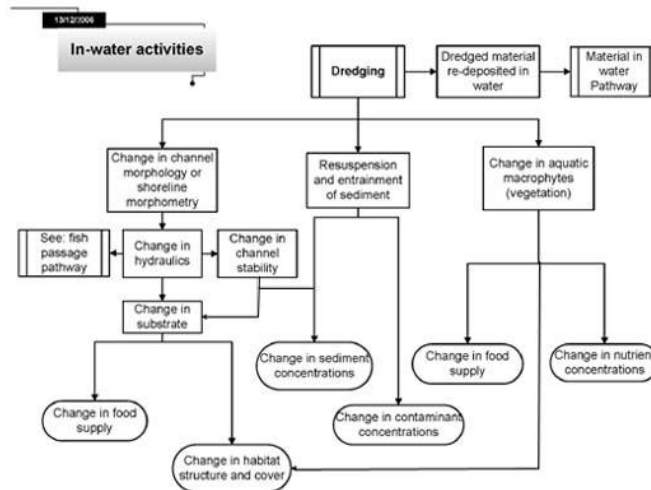 13/12/2006
In-water activities
Dredging
Dredged material
re-deposited in
water
Material in
water
Pathway
Change in channel
morphology or
shoreline
morphometry
Resuspension
and entrainment
of sediment
Change in aquatic
macrophytes
(vegetation)
See: fish
passage
pathway
Change in
hydraulics
Change in
channel
stability
Change in
substrate
Change in sediment
concentrations
Change in food
supply
Change in nutrient
concentrations
Change in food
supply
Change in contaminant
concentrations
Change in habitat
structure and cover